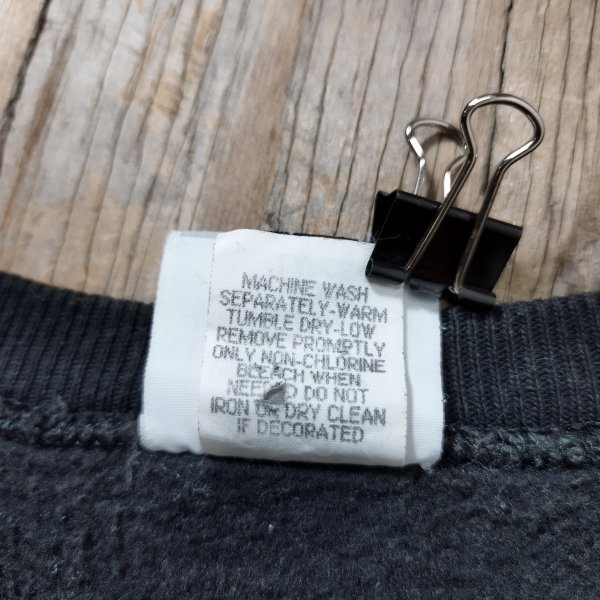 MACHINE WASH
SEPARATELY-WARM
TUMBLE DRY-LOW
REMOVE PROMPTLY
ONLY NON-CHLORINE
BLEACH WHEN
NEEDED DO NOT
IRON OR DRY CLEAN
IF DECORATED